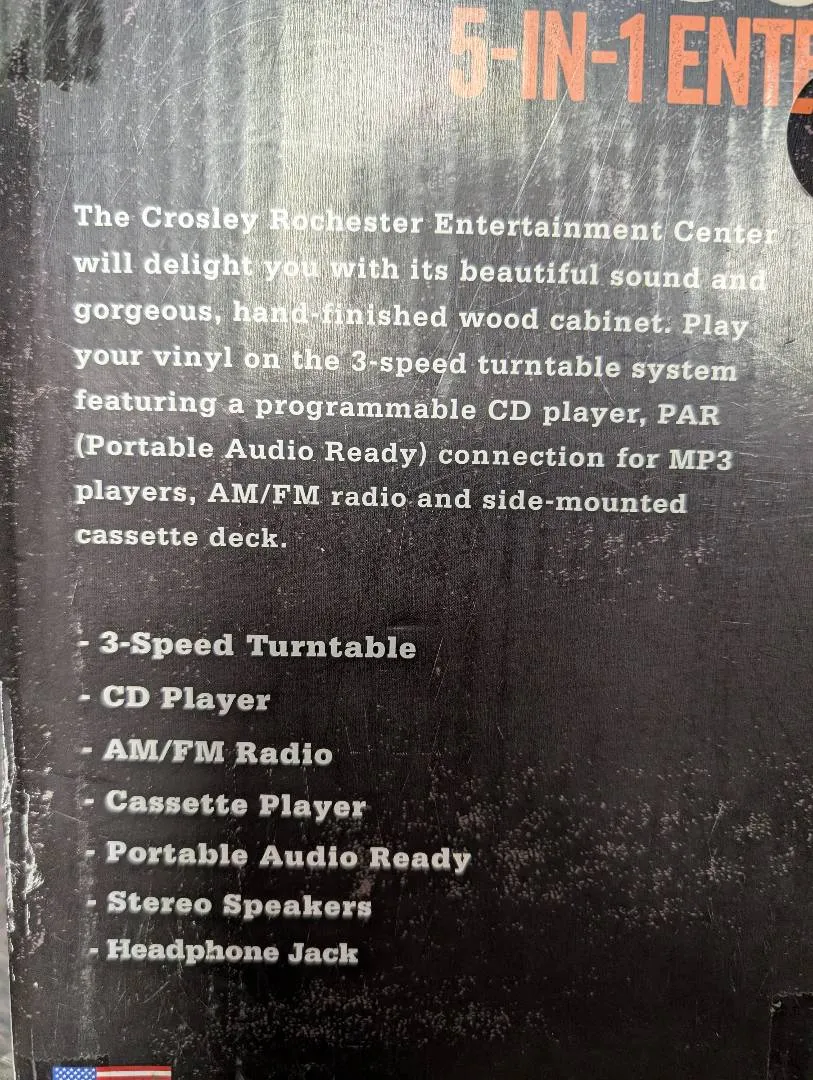 5-IN-1
The Crosley Rochester Entertainment Center
will delight you with its beautiful sound and
gorgeous, hand-finished wood cabinet. Play
your vinyl on the 3-speed turntable system
featuring a programmable CD player, PAR
(Portable Audio Ready) connection for MP3
players, AM/FM radio and side-mounted
cassette deck.
- 3-Speed Turntable
- CD Player
- AM/FM Radio
- Cassette Player
- Portable Audio Ready
- Stereo Speakers
- Headphone Jack